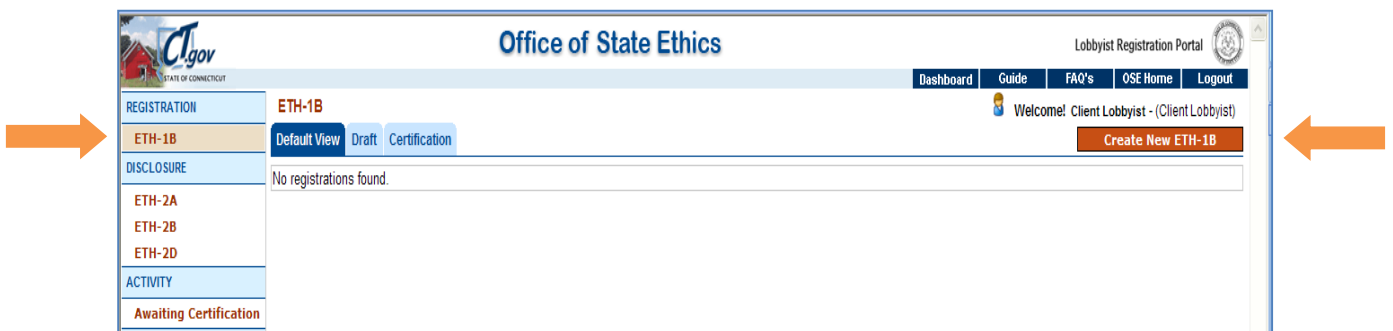 CT.gov
STATE OF CONNECTICUT
Office of State Ethics
Lobbyist Registration Portal
Dashboard Guide FAQ's OSE Home Logout
REGISTRATION
ETH-1B
DISCLOSURE
ETH-2A
ETH-2B
ETH-2D
ACTIVITY
Awaiting Certification
ETH-1B
Welcome! Client Lobbyist - (Client Lobbyist)
Default View Draft Certification
Create New ETH-1B
No registrations found.